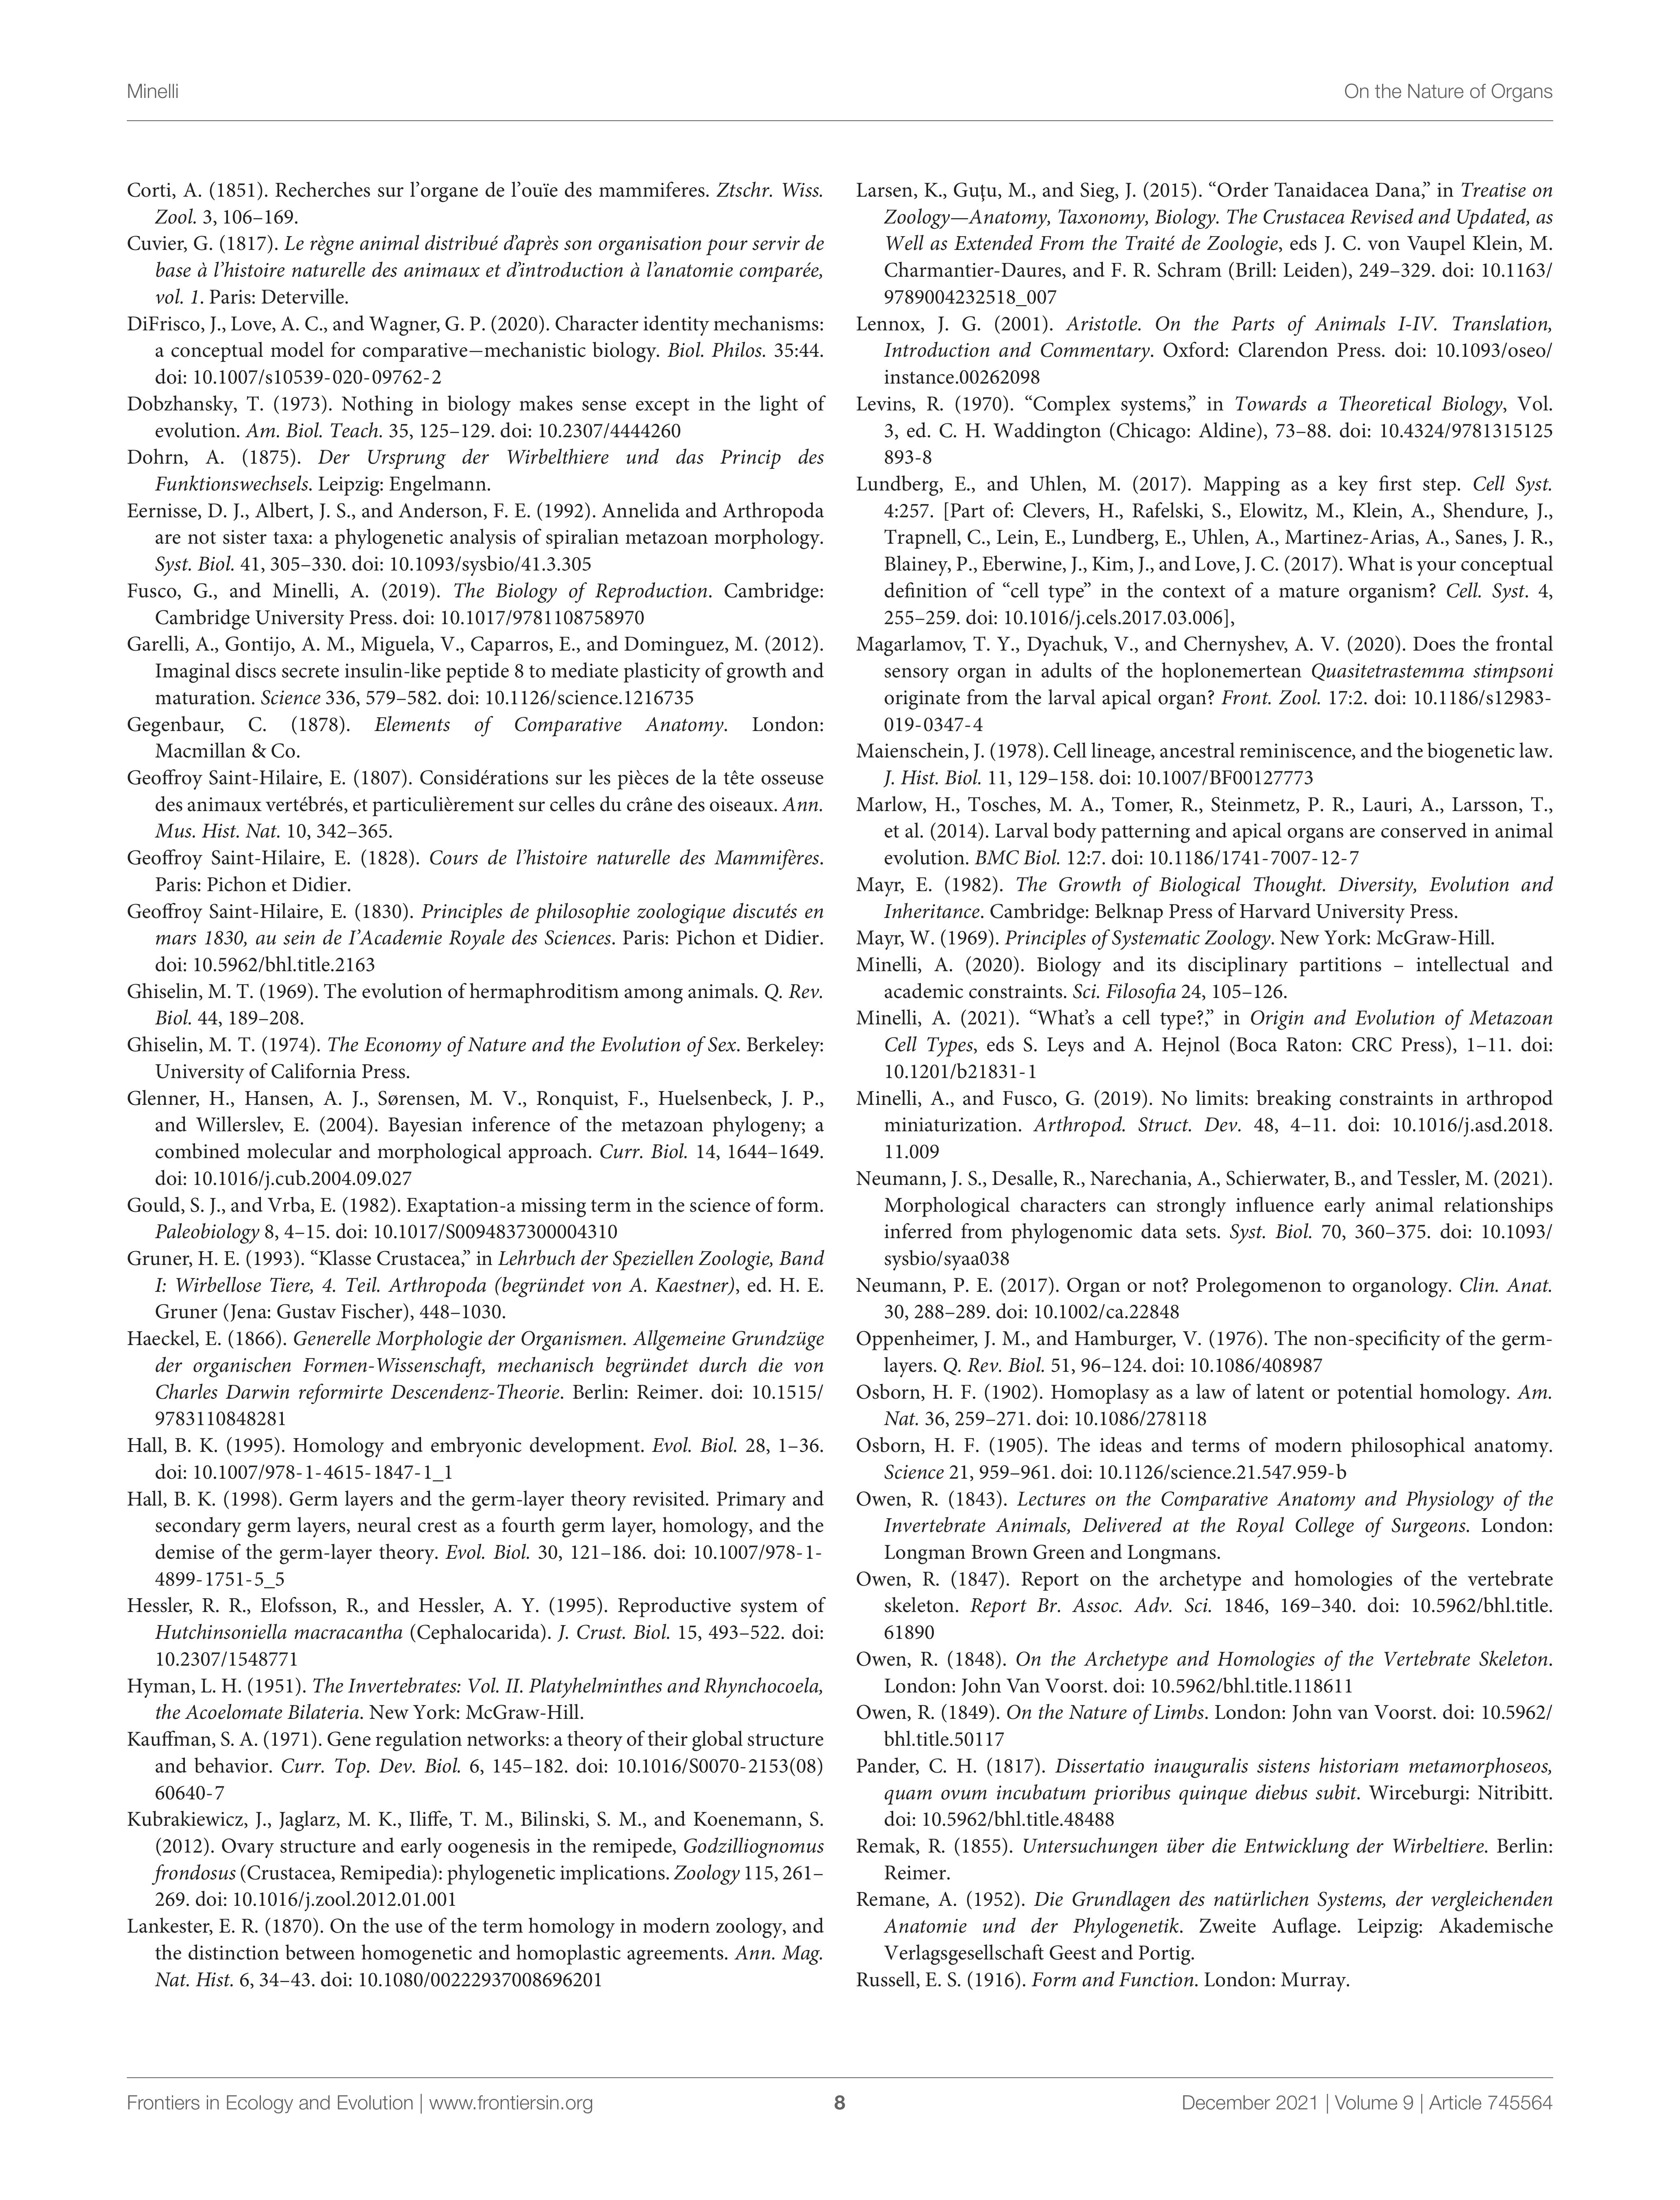 Minelli
On the Nature of Organs
Corti, A. (1851). Recherches sur l’organe de l’ouïe des mammiferes. Ztschr. Wiss.
Zool. 3, 106–169.
Cuvier, G. (1817). Le règne animal distribué d’après son organisation pour servir de
base à l’histoire naturelle des animaux et d’introduction à l’anatomie comparée,
vol. 1. Paris: Deterville.
DiFrisco, J., Love, A. C., and Wagner, G. P. (2020). Character identity mechanisms:
a conceptual model for comparative−mechanistic biology. Biol. Philos. 35:44.
doi: 10.1007/s10539-020-09762-2
Dobzhansky, T. (1973). Nothing in biology makes sense except in the light of
evolution. Am. Biol. Teach. 35, 125–129. doi: 10.2307/4444260
Dohrn, A. (1875). Der Ursprung der Wirbelthiere und das Princip des
Funktionswechsels. Leipzig: Engelmann.
Eernisse, D. J., Albert, J. S., and Anderson, F. E. (1992). Annelida and Arthropoda
are not sister taxa: a phylogenetic analysis of spiralian metazoan morphology.
Syst. Biol. 41, 305–330. doi: 10.1093/sysbio/41.3.305
Fusco, G., and Minelli, A. (2019). The Biology of Reproduction. Cambridge:
Cambridge University Press. doi: 10.1017/9781108758970
Garelli, A., Gontijo, A. M., Miguela, V., Caparros, E., and Dominguez, M. (2012).
Imaginal discs secrete insulin-like peptide 8 to mediate plasticity of growth and
maturation. Science 336, 579–582. doi: 10.1126/science.1216735
Gegenbaur, C. (1878). Elements of Comparative Anatomy. London:
Macmillan & Co.
Geoffroy Saint-Hilaire, E. (1807). Considérations sur les pièces de la tête osseuse
des animaux vertébrés, et particulièrement sur celles du crâne des oiseaux. Ann.
Mus. Hist. Nat. 10, 342–365.
Geoffroy Saint-Hilaire, E. (1828). Cours de l’histoire naturelle des Mammifères.
Paris: Pichon et Didier.
Geoffroy Saint-Hilaire, E. (1830). Principles de philosophie zoologique discutés en
mars 1830, au sein de I’Academie Royale des Sciences. Paris: Pichon et Didier.
doi: 10.5962/bhl.title.2163
Ghiselin, M. T. (1969). The evolution of hermaphroditism among animals. Q. Rev.
Biol. 44, 189–208.
Ghiselin, M. T. (1974). The Economy of Nature and the Evolution of Sex. Berkeley:
University of California Press.
Glenner, H., Hansen, A. J., Sørensen, M. V., Ronquist, F., Huelsenbeck, J. P.,
and Willerslev, E. (2004). Bayesian inference of the metazoan phylogeny; a
combined molecular and morphological approach. Curr. Biol. 14, 1644–1649.
doi: 10.1016/j.cub.2004.09.027
Gould, S. J., and Vrba, E. (1982). Exaptation-a missing term in the science of form.
Paleobiology 8, 4–15. doi: 10.1017/S0094837300004310
Gruner, H. E. (1993). “Klasse Crustacea,” in Lehrbuch der Speziellen Zoologie, Band
I: Wirbellose Tiere, 4. Teil. Arthropoda (begründet von A. Kaestner), ed. H. E.
Gruner (Jena: Gustav Fischer), 448–1030.
Haeckel, E. (1866). Generelle Morphologie der Organismen. Allgemeine Grundzüge
der organischen Formen-Wissenschaft, mechanisch begründet durch die von
Charles Darwin reformirte Descendenz-Theorie. Berlin: Reimer. doi: 10.1515/
9783110848281
Hall, B. K. (1995). Homology and embryonic development. Evol. Biol. 28, 1–36.
doi: 10.1007/978-1-4615-1847-1_1
Hall, B. K. (1998). Germ layers and the germ-layer theory revisited. Primary and
secondary germ layers, neural crest as a fourth germ layer, homology, and the
demise of the germ-layer theory. Evol. Biol. 30, 121–186. doi: 10.1007/978-1-
4899-1751-5_5
Hessler, R. R., Elofsson, R., and Hessler, A. Y. (1995). Reproductive system of
Hutchinsoniella macracantha (Cephalocarida). J. Crust. Biol. 15, 493–522. doi:
10.2307/1548771
Hyman, L. H. (1951). The Invertebrates: Vol. II. Platyhelminthes and Rhynchocoela,
the Acoelomate Bilateria. New York: McGraw-Hill.
Kauffman, S. A. (1971). Gene regulation networks: a theory of their global structure
and behavior. Curr. Top. Dev. Biol. 6, 145–182. doi: 10.1016/S0070-2153(08)
60640-7
Kubrakiewicz, J., Jaglarz, M. K., Iliffe, T. M., Bilinski, S. M., and Koenemann, S.
(2012). Ovary structure and early oogenesis in the remipede, Godzilliognomus
frondosus (Crustacea, Remipedia): phylogenetic implications. Zoology 115, 261–
269. doi: 10.1016/j.zool.2012.01.001
Lankester, E. R. (1870). On the use of the term homology in modern zoology, and
the distinction between homogenetic and homoplastic agreements. Ann. Mag.
Nat. Hist. 6, 34–43. doi: 10.1080/00222937008696201
Larsen, K., Guţu, M., and Sieg, J. (2015). “Order Tanaidacea Dana,” in Treatise on
Zoology—Anatomy, Taxonomy, Biology. The Crustacea Revised and Updated, as
Well as Extended From the Traité de Zoologie, eds J. C. von Vaupel Klein, M.
Charmantier-Daures, and F. R. Schram (Brill: Leiden), 249–329. doi: 10.1163/
9789004232518_007
Lennox, J. G. (2001). Aristotle. On the Parts of Animals I-IV. Translation,
Introduction and Commentary. Oxford: Clarendon Press. doi: 10.1093/oseo/
instance.00262098
Levins, R. (1970). “Complex systems,” in Towards a Theoretical Biology, Vol.
3, ed. C. H. Waddington (Chicago: Aldine), 73–88. doi: 10.4324/9781315125
893-8
Lundberg, E., and Uhlen, M. (2017). Mapping as a key first step. Cell Syst.
4:257. [Part of: Clevers, H., Rafelski, S., Elowitz, M., Klein, A., Shendure, J.,
Trapnell, C., Lein, E., Lundberg, E., Uhlen, A., Martinez-Arias, A., Sanes, J. R.,
Blainey, P., Eberwine, J., Kim, J., and Love, J. C. (2017). What is your conceptual
definition of “cell type” in the context of a mature organism? Cell. Syst. 4,
255–259. doi: 10.1016/j.cels.2017.03.006],
Magarlamov, T. Y., Dyachuk, V., and Chernyshev, A. V. (2020). Does the frontal
sensory organ in adults of the hoplonemertean Quasitetrastemma stimpsoni
originate from the larval apical organ? Front. Zool. 17:2. doi: 10.1186/s12983-
019-0347-4
Maienschein, J. (1978). Cell lineage, ancestral reminiscence, and the biogenetic law.
J. Hist. Biol. 11, 129–158. doi: 10.1007/BF00127773
Marlow, H., Tosches, M. A., Tomer, R., Steinmetz, P. R., Lauri, A., Larsson, T.,
et al. (2014). Larval body patterning and apical organs are conserved in animal
evolution. BMC Biol. 12:7. doi: 10.1186/1741-7007-12-7
Mayr, E. (1982). The Growth of Biological Thought. Diversity, Evolution and
Inheritance. Cambridge: Belknap Press of Harvard University Press.
Mayr, W. (1969). Principles of Systematic Zoology. New York: McGraw-Hill.
Minelli, A. (2020). Biology and its disciplinary partitions – intellectual and
academic constraints. Sci. Filosofia 24, 105–126.
Minelli, A. (2021). “What’s a cell type?,” in Origin and Evolution of Metazoan
Cell Types, eds S. Leys and A. Hejnol (Boca Raton: CRC Press), 1–11. doi:
10.1201/b21831-1
Minelli, A., and Fusco, G. (2019). No limits: breaking constraints in arthropod
miniaturization. Arthropod. Struct. Dev. 48, 4–11. doi: 10.1016/j.asd.2018.
11.009
Neumann, J. S., Desalle, R., Narechania, A., Schierwater, B., and Tessler, M. (2021).
Morphological characters can strongly influence early animal relationships
inferred from phylogenomic data sets. Syst. Biol. 70, 360–375. doi: 10.1093/
sysbio/syaa038
Neumann, P. E. (2017). Organ or not? Prolegomenon to organology. Clin. Anat.
30, 288–289. doi: 10.1002/ca.22848
Oppenheimer, J. M., and Hamburger, V. (1976). The non-specificity of the germ-
layers. Q. Rev. Biol. 51, 96–124. doi: 10.1086/408987
Osborn, H. F. (1902). Homoplasy as a law of latent or potential homology. Am.
Nat. 36, 259–271. doi: 10.1086/278118
Osborn, H. F. (1905). The ideas and terms of modern philosophical anatomy.
Science 21, 959–961. doi: 10.1126/science.21.547.959-b
Owen, R. (1843). Lectures on the Comparative Anatomy and Physiology of the
Invertebrate Animals, Delivered at the Royal College of Surgeons. London:
Longman Brown Green and Longmans.
Owen, R. (1847). Report on the archetype and homologies of the vertebrate
skeleton. Report Br. Assoc. Adv. Sci. 1846, 169–340. doi: 10.5962/bhl.title.
61890
Owen, R. (1848). On the Archetype and Homologies of the Vertebrate Skeleton.
London: John Van Voorst. doi: 10.5962/bhl.title.118611
Owen, R. (1849). On the Nature of Limbs. London: John van Voorst. doi: 10.5962/
bhl.title.50117
Pander, C. H. (1817). Dissertatio inauguralis sistens historiam metamorphoseos,
quam ovum incubatum prioribus quinque diebus subit. Wirceburgi: Nitribitt.
doi: 10.5962/bhl.title.48488
Remak, R. (1855). Untersuchungen über die Entwicklung der Wirbeltiere. Berlin:
Reimer.
Remane, A. (1952). Die Grundlagen des natürlichen Systems, der vergleichenden
Anatomie und der Phylogenetik. Zweite Auflage. Leipzig: Akademische
Verlagsgesellschaft Geest and Portig.
Russell, E. S. (1916). Form and Function. London: Murray.
Frontiers in Ecology and Evolution | www.frontiersin.org
8
December 2021 | Volume 9 | Article 745564